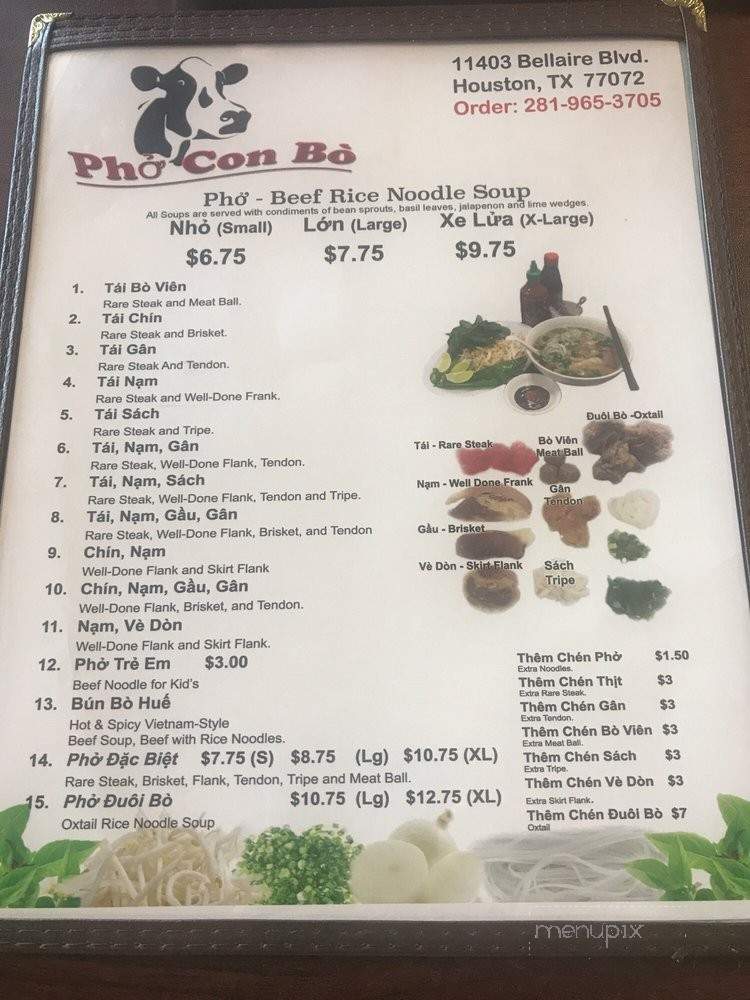 11403 Bellaire Blvd.
Houston, TX 77072
Order: 281-965-3705
Phở Con Bò
Phở - Beef Rice Noodle Soup
All Soups are served with condiments of bean sprouts, basil leaves, jalapenon and lime wedges.
Nhỏ (Small) Lớn (Large) Xe Lửa (X-Large)
$6.75 $7.75 $9.75
1. Tái Bò Viên
Rare Steak and Meat Ball.
2. Tái Chín
Rare Steak and Brisket.
3. Tái Gân
Rare Steak And Tendon.
4. Tái Nạm
Rare Steak and Well-Done Frank.
5. Tái Sách
Rare Steak and Tripe.
6. Tái, Nạm, Gân
Rare Steak, Well-Done Flank, Tendon.
7. Tái, Nạm, Sách
Rare Steak, Well-Done Flank, Tendon and Tripe.
8. Tái, Nạm, Gầu, Gân
Rare Steak, Well-Done Flank, Brisket, and Tendon
9. Chín, Nạm
Well-Done Flank and Skirt Flank
10. Chín, Nạm, Gầu, Gân
Well-Done Flank, Brisket, and Tendon.
11. Nạm, Vè Dòn
Well-Done Flank and Skirt Flank.
12. Phở Trẻ Em $3.00
Beef Noodle for Kid's
13. Bún Bò Huế
Hot & Spicy Vietnam-Style
Beef Soup, Beef with Rice Noodles.
14. Phở Đặc Biệt $7.75 (S) $8.75 (Lg) $10.75 (XL)
Rare Steak, Brisket, Flank, Tendon, Tripe and Meat Ball.
15. Phở Đuôi Bò $10.75 (Lg) $12.75 (XL)
Oxtail Rice Noodle Soup
Đuôi Bò -Oxtail
Tái - Rare Steak
Bò Viên
Meat Ball
Nạm - Well Done Frank
Gân
Tendon
Gầu - Brisket
Vè Dòn - Skirt Flank
Sách
Tripe
Thêm Chén Phở $1.50
Extra Noodles.
Thêm Chén Thịt $3
Extra Rare Steak.
Thêm Chén Gân $3
Extra Tendon.
Thêm Chén Bò Viên $3
Extra Meat Ball.
Thêm Chén Sách $3
Extra Tripe.
Thêm Chén Vè Dòn $3
Extra Skirt Flank.
Thêm Chén Đuôi Bò $7
Oxtail
menupix